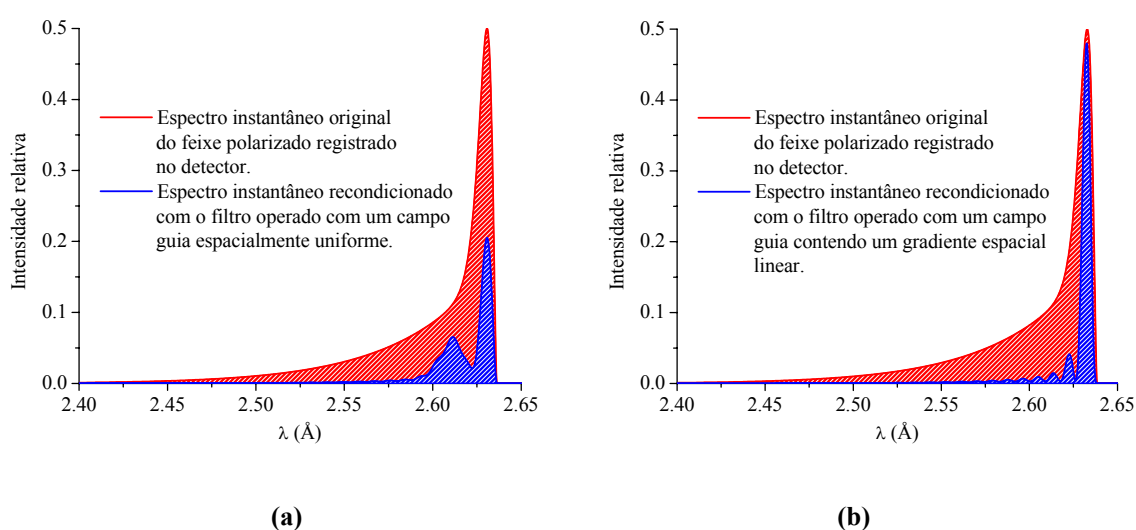 0.5
0.4
0.3
0.2
0.1
0.0
Intensidade relativa
Espectro instantâneo original
do feixe polarizado registrado
no detector.
Espectro instantâneo recondicionado
com o filtro operado com um campo
guia espacialmente uniforme.
2.40 2.45 2.50 2.55 2.60 2.65
λ (Å)
(a)
0.5
0.4
0.3
0.2
0.1
0.0
Intensidade relativa
Espectro instantâneo original
do feixe polarizado registrado
no detector.
Espectro instantâneo recondicionado
com o filtro operado com um campo
guia contendo um gradiente espacial
linear.
2.40 2.45 2.50 2.55 2.60 2.65
λ (Å)
(b)